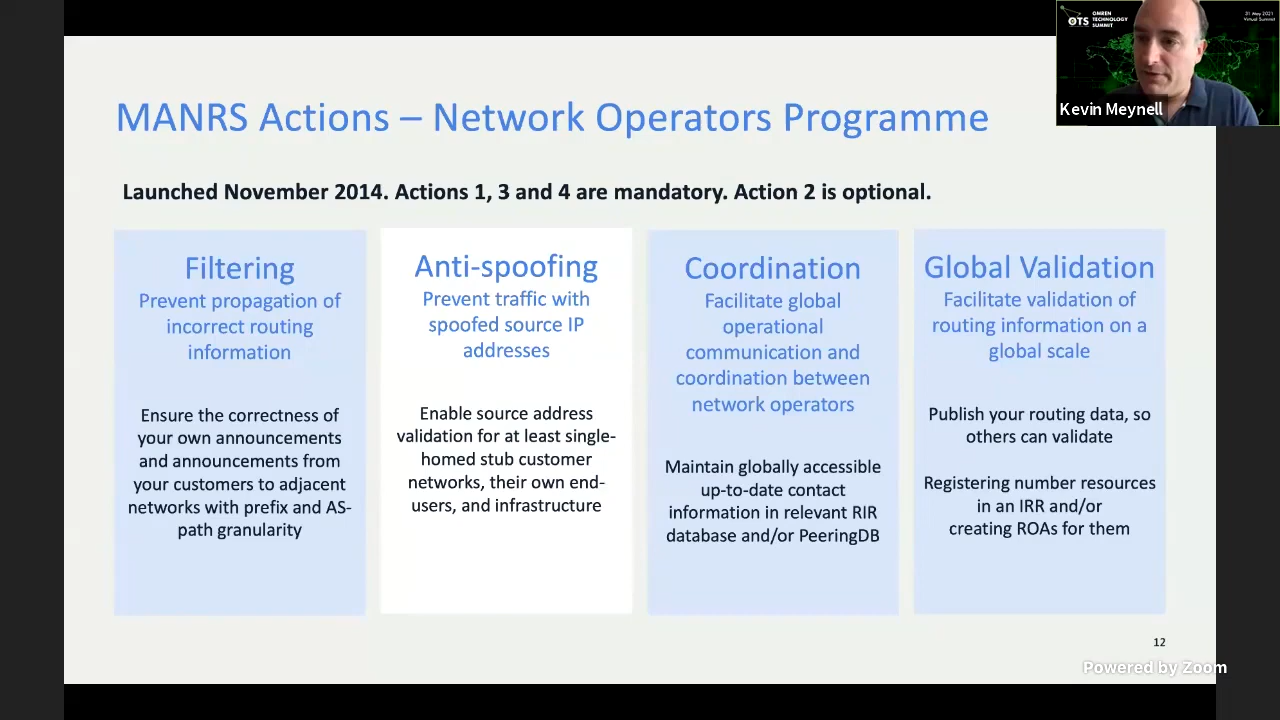 MANRS Actions – Network Operators Programme
Launched November 2014. Actions 1, 3 and 4 are mandatory. Action 2 is optional.
Filtering
Prevent propagation of
incorrect routing
information
Ensure the correctness of
your own announcements
and announcements from
your customers to adjacent
networks with prefix and AS-
path granularity
Anti-spoofing
Prevent traffic with
spoofed source IP
addresses
Enable source address
validation for at least single-
homed stub customer
networks, their own end-
users, and infrastructure
Coordination
Facilitate global
operational
communication and
coordination between
network operators
Maintain globally accessible
up-to-date contact
information in relevant RIR
database and/or PeeringDB
Global Validation
Facilitate validation of
routing information on a
global scale
Publish your routing data, so
others can validate
Registering number resources
in an IRR and/or
creating ROAs for them
12
Powered by Zoom
OTS
OMREN
TECHNOLOGY
SUMMIT
31 May 2021
Virtual Summit
Kevin Meynell